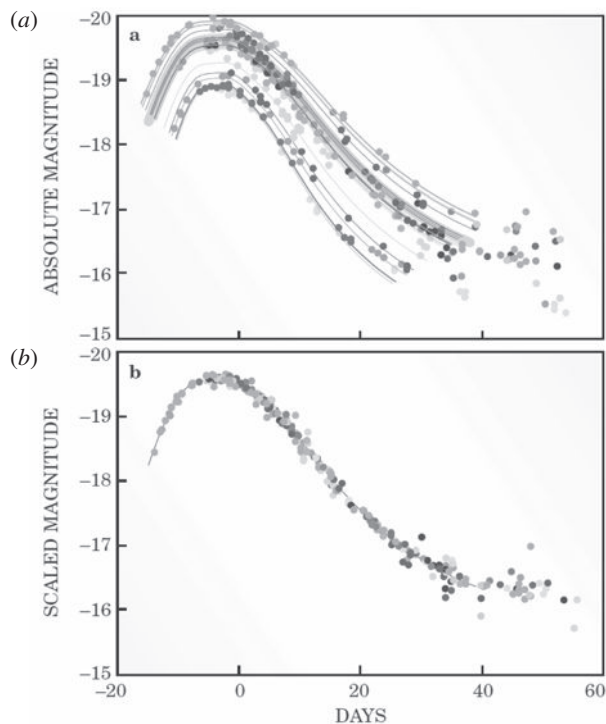 (a)
a
ABSOLUTE MAGNITUDE
–20
–19
–18
–17
–16
–15
(b)
b
SCALED MAGNITUDE
–20
–19
–18
–17
–16
–15
–20 0 20 40 60
DAYS